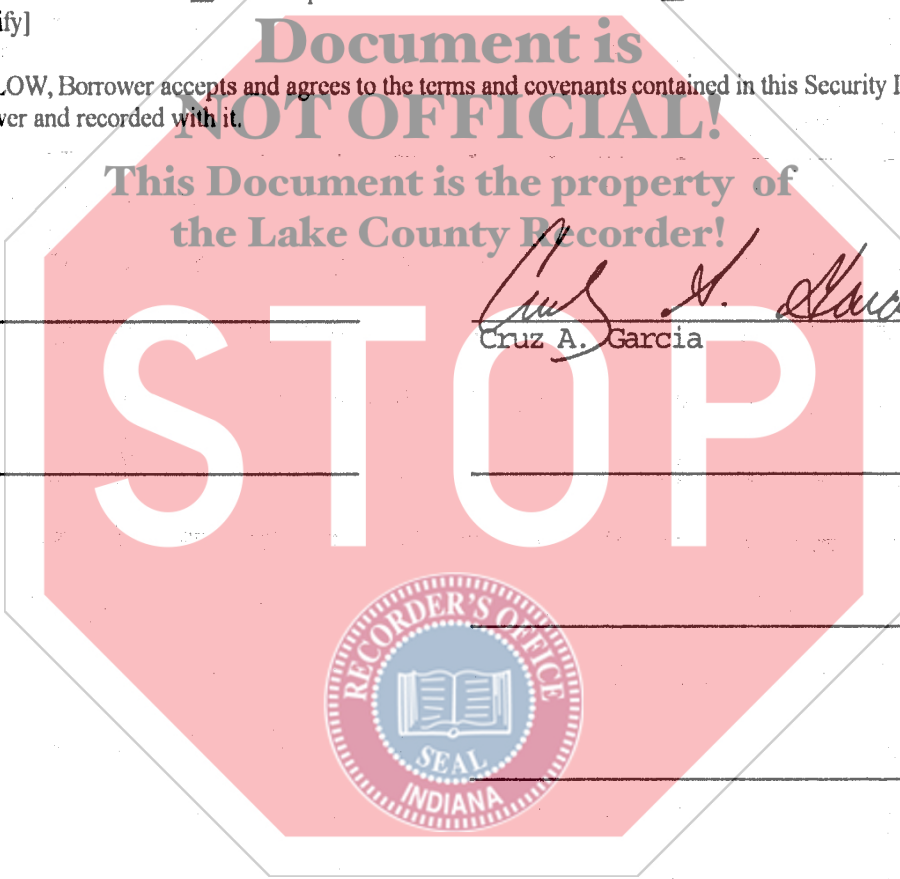 ify]
Document is
LOW, Borrower accepts and agrees to the terms and covenants contained in this Security
ver and recorded with it.
NOT OFFICIAL!
This Document is the property of
the Lake County Recorder!
Cruz A. Garcia
STOP
RECORDER'S OFFICE
SEAL
INDIANA